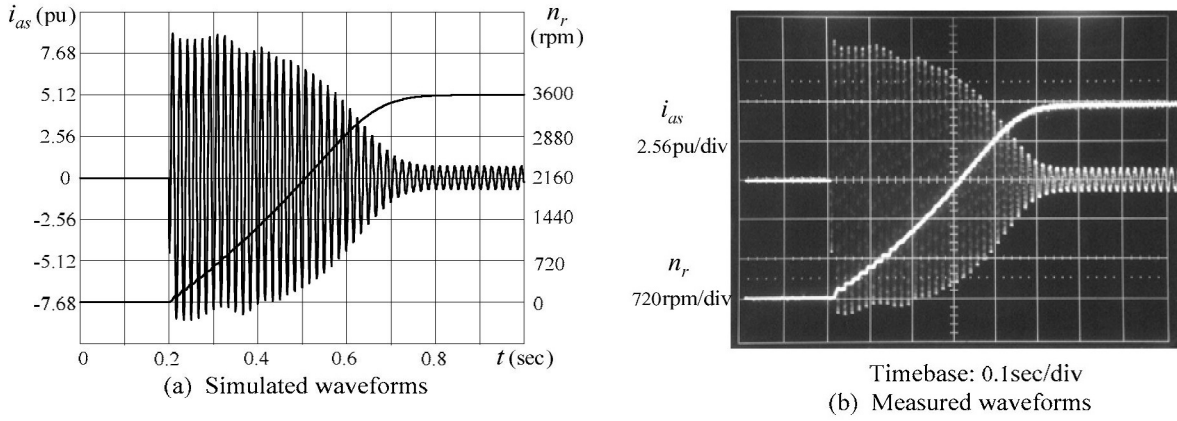 i_as (pu)
n_r
(rpm)
7.68
5.12
2.56
0
-2.56
-5.12
-7.68
3600
2880
2160
1440
720
0
0
0.2
0.4
0.6
0.8
t (sec)
(a) Simulated waveforms
i_as
2.56pu/div
n_r
720rpm/div
Timebase: 0.1sec/div
(b) Measured waveforms